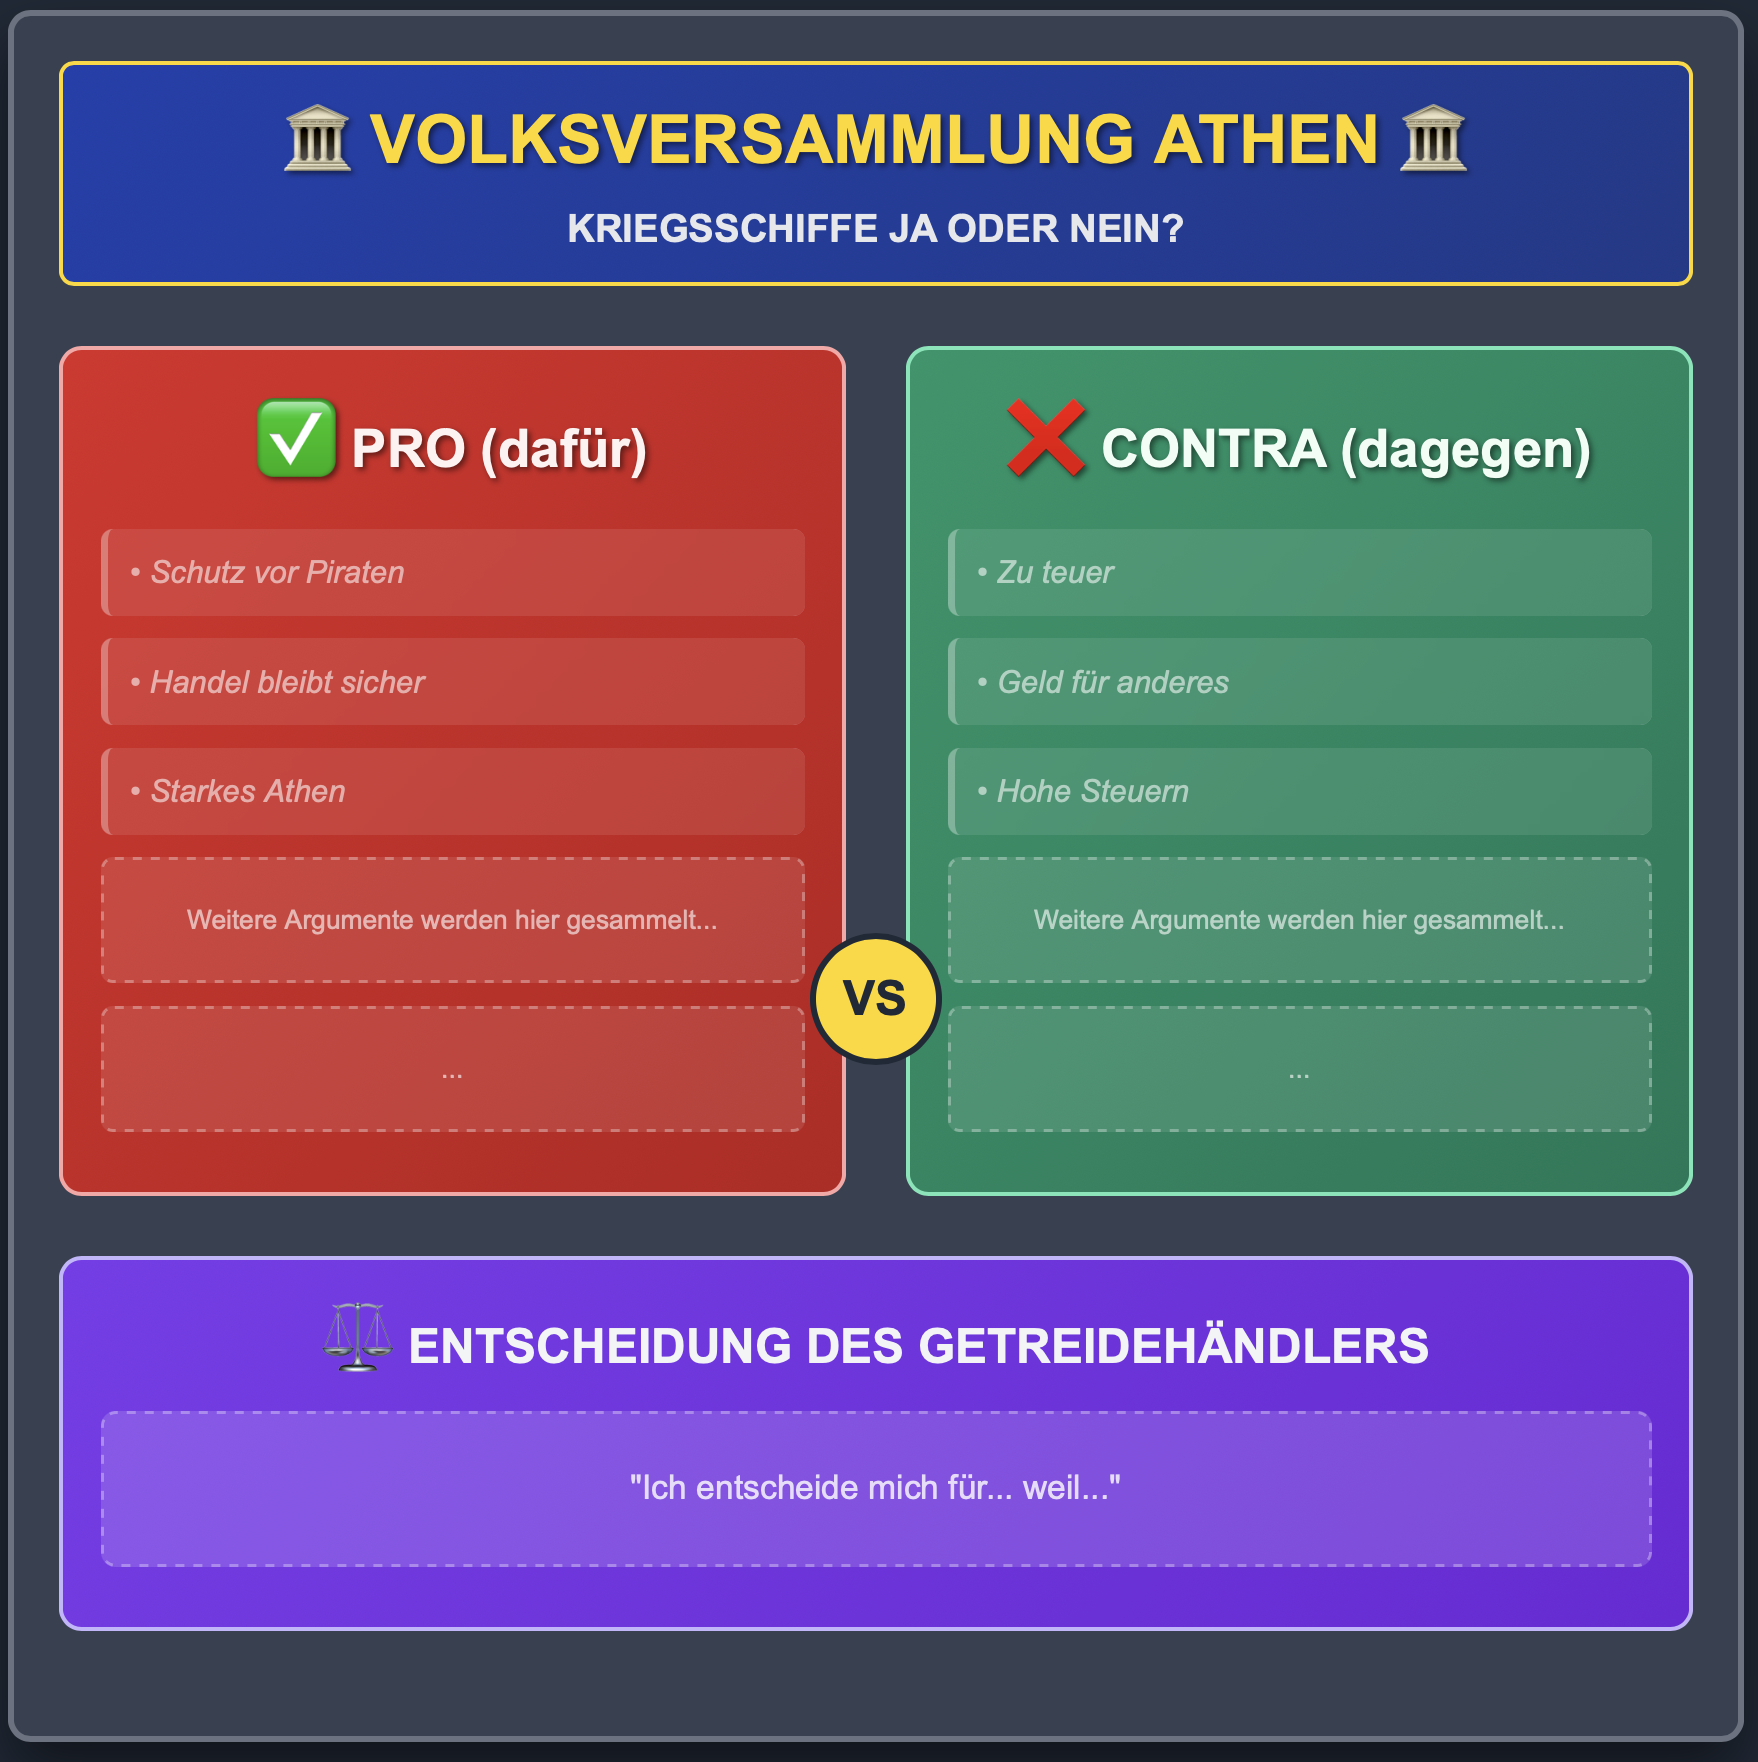 VOLKSVERSAMMLUNG ATHEN
KRIEGSSCHIFFE JA ODER NEIN?
PRO (dafür)
• Schutz vor Piraten
• Handel bleibt sicher
• Starkes Athen
Weitere Argumente werden hier gesammelt...
...
VS
CONTRA (dagegen)
• Zu teuer
• Geld für anderes
• Hohe Steuern
Weitere Argumente werden hier gesammelt...
...
ENTSCHEIDUNG DES GETREIDEHÄNDLERS
"Ich entscheide mich für... weil..."